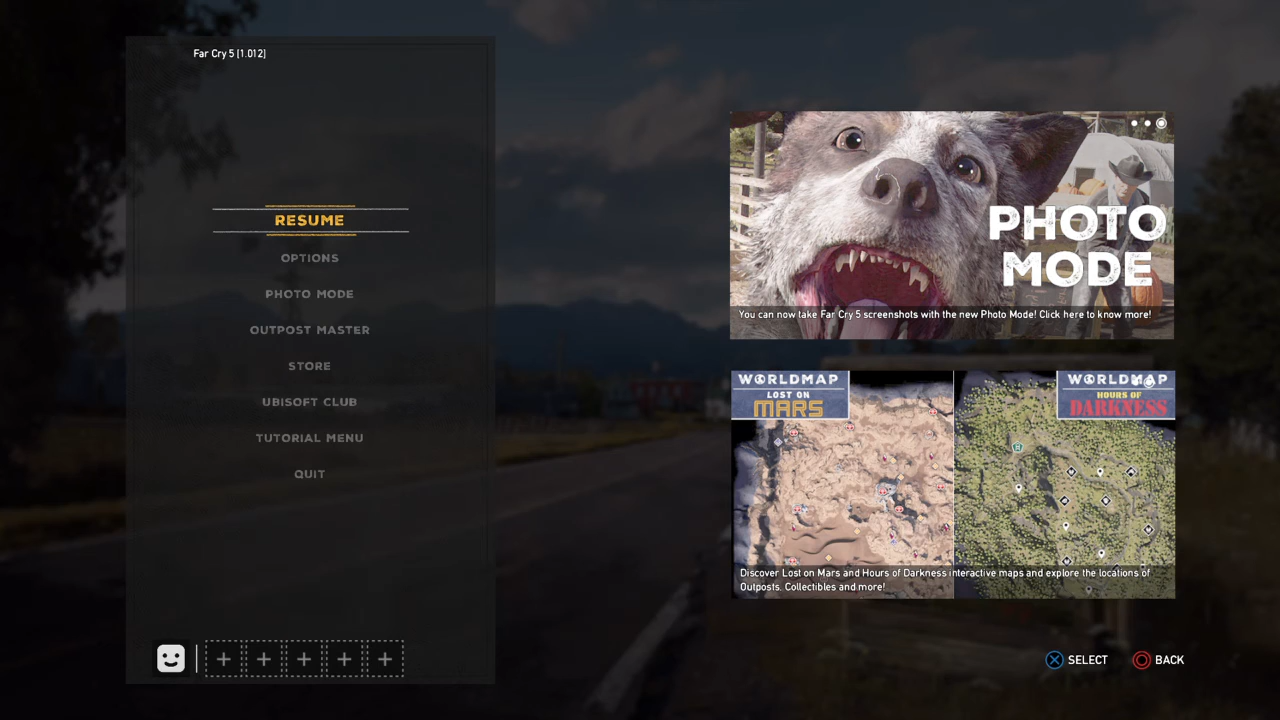 Far Cry 5 (1.012)
RESUME
OPTIONS
PHOTO MODE
OUTPOST MASTER
STORE
UBISOFT CLUB
TUTORIAL MENU
QUIT
PHOTO
MODE
You can now take Far Cry 5 screenshots with the new Photo Mode! Click here to know more!
WORLDMAP
LOST ON
MARS
WORLDMAP
HOURS OF
DARKNESS
Discover Lost on Mars and Hours of Darkness interactive maps and explore the locations of
Outposts. Collectibles and more!
SELECT
BACK